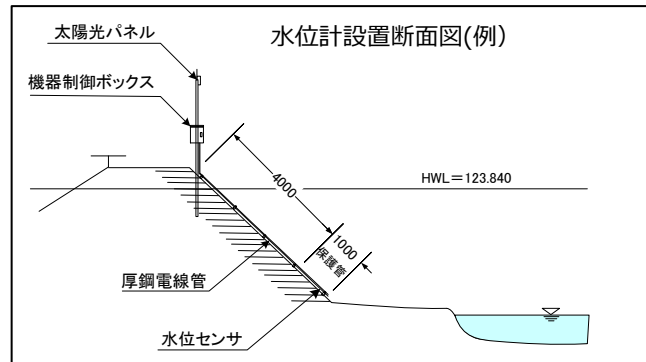 水位計設置断面図(例)
太陽光パネル
機器制御ボックス
HWL=123.840
4000
1000
保護管
厚鋼電線管
水位センサ